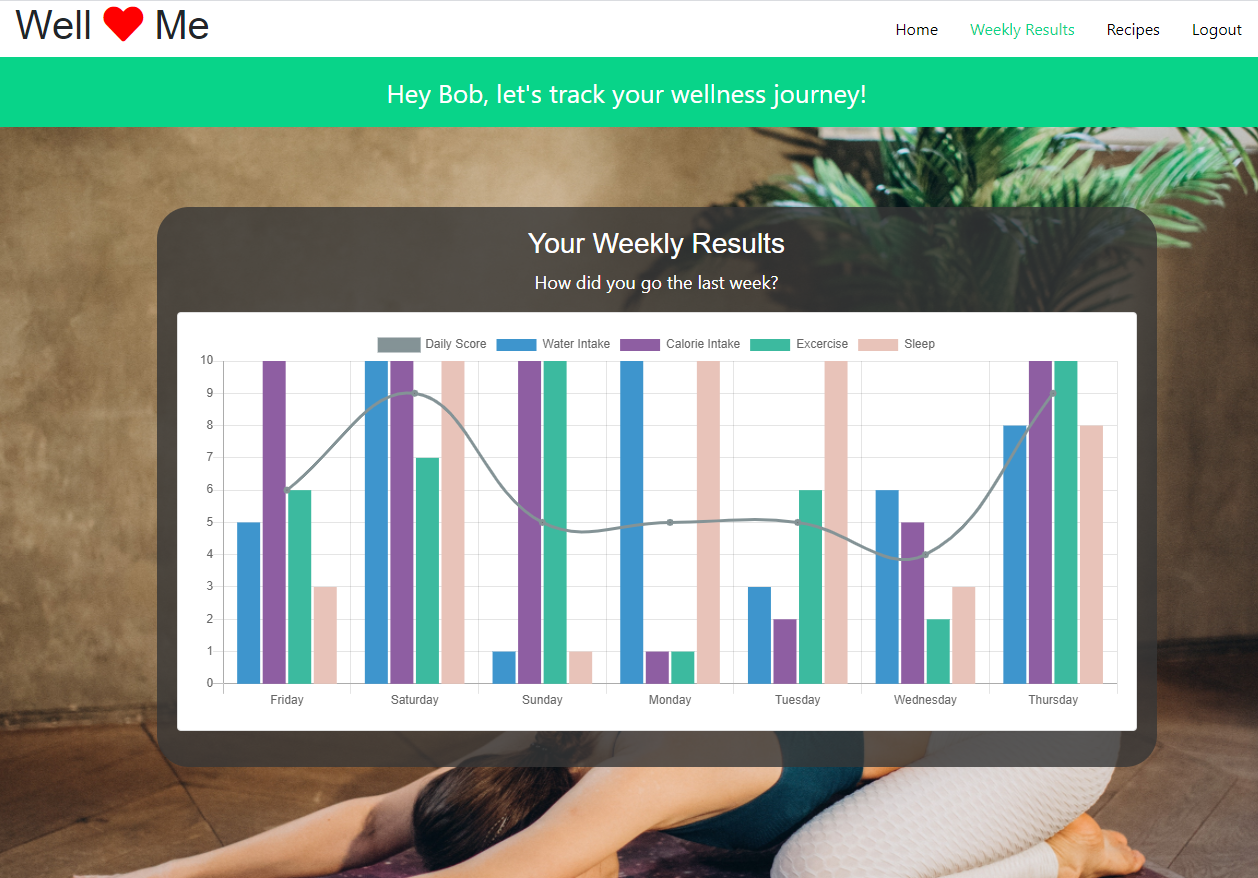 Well Me
Home Weekly Results Recipes Logout
Hey Bob, let's track your wellness journey!
Your Weekly Results
How did you go the last week?
Daily Score Water Intake Calorie Intake Excercise Sleep
10
9
8
7
6
5
4
3
2
1
0
Friday Saturday Sunday Monday Tuesday Wednesday Thursday